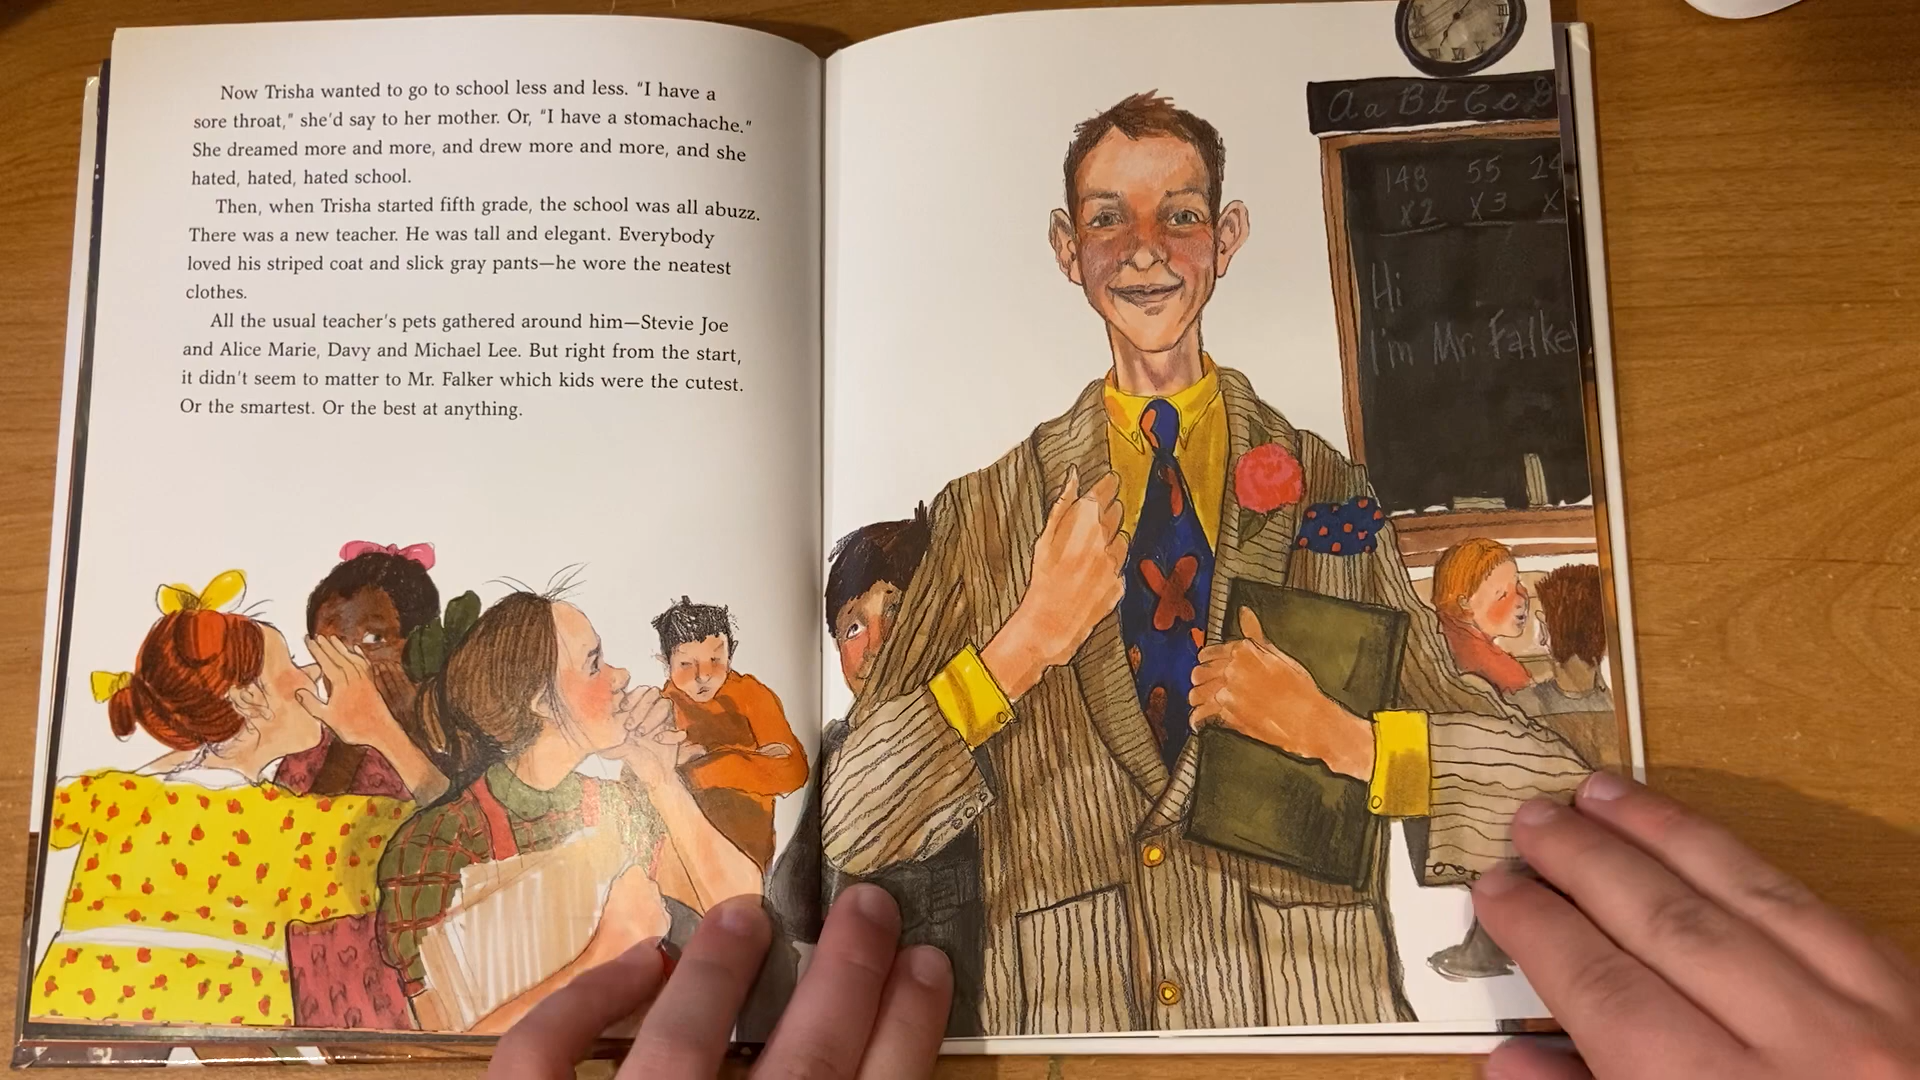 Now Trisha wanted to go to school less and less. "I have a
sore throat," she'd say to her mother. Or, "I have a stomachache."
She dreamed more and more, and drew more and more, and she
hated, hated, hated school.
Then, when Trisha started fifth grade, the school was all abuzz.
There was a new teacher. He was tall and elegant. Everybody
loved his striped coat and slick gray pants—he wore the neatest
clothes.
All the usual teacher's pets gathered around him—Stevie Joe
and Alice Marie, Davy and Michael Lee. But right from the start,
it didn't seem to matter to Mr. Falker which kids were the cutest.
Or the smartest. Or the best at anything.
Aa Bb Cc D
148 55 24
x2 x3 x
Hi
I'm Mr. Falke